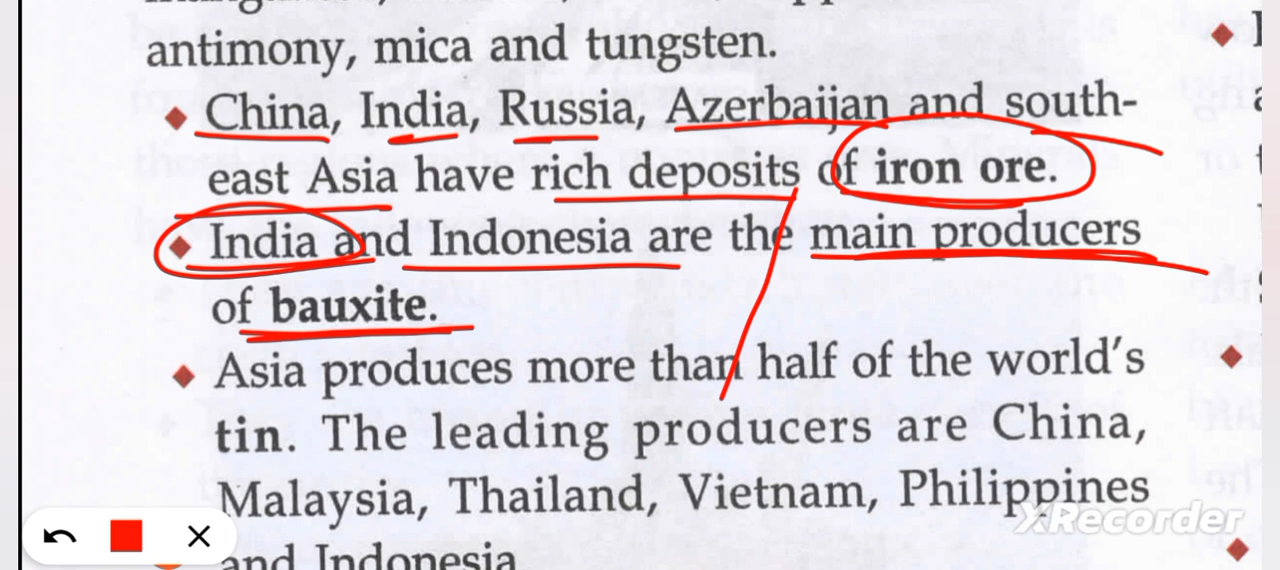 antimony, mica and tungsten.
China, India, Russia, Azerbaijan and south-
east Asia have rich deposits of iron ore.
India and Indonesia are the main producers
of bauxite.
Asia produces more than half of the world's
tin. The leading producers are China,
Malaysia, Thailand, Vietnam, Philippines
XRecorder
and Indonesia